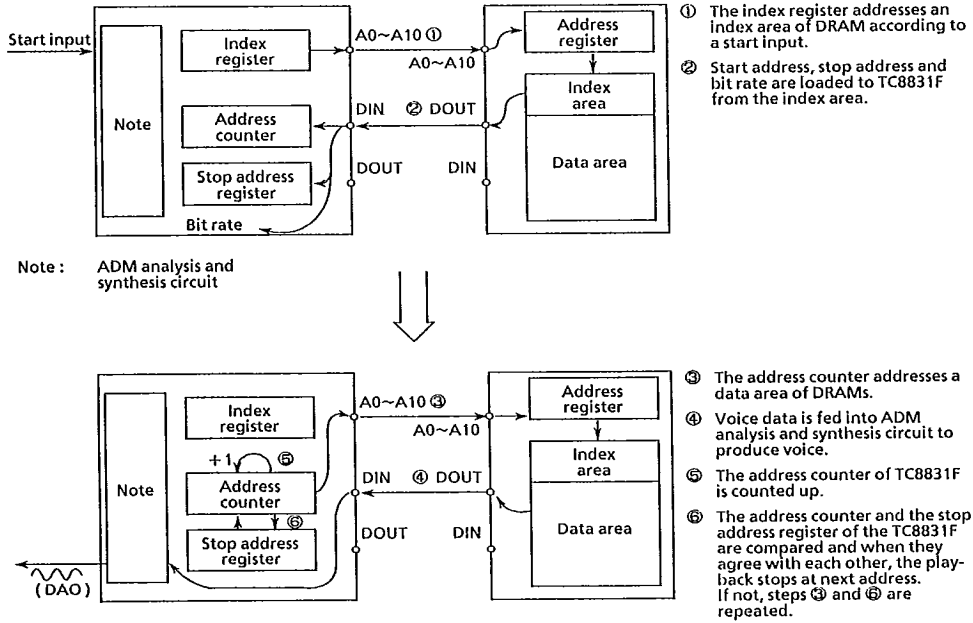 Start input
Note
Index
register
Address
counter
Stop address
register
Bit rate
A0~A10 ①
A0~A10
DIN ② DOUT
DOUT DIN
Address
register
Index
area
Data area
① The index register addresses an
index area of DRAM according to
a start input.
② Start address, stop address and
bit rate are loaded to TC8831F
from the index area.
Note : ADM analysis and
synthesis circuit
Note
Index
register
+1 ⑤
Address
counter
⑥
Stop address
register
(DAO)
A0~A10 ③
A0~A10
DIN ④ DOUT
DOUT DIN
Address
register
Index
area
Data area
③ The address counter addresses a
data area of DRAMs.
④ Voice data is fed into ADM
analysis and synthesis circuit to
produce voice.
⑤ The address counter of TC8831F
is counted up.
⑥ The address counter and the stop
address register of the TC8831F
are compared and when they
agree with each other, the play-
back stops at next address.
If not, steps ③ and ⑥ are
repeated.